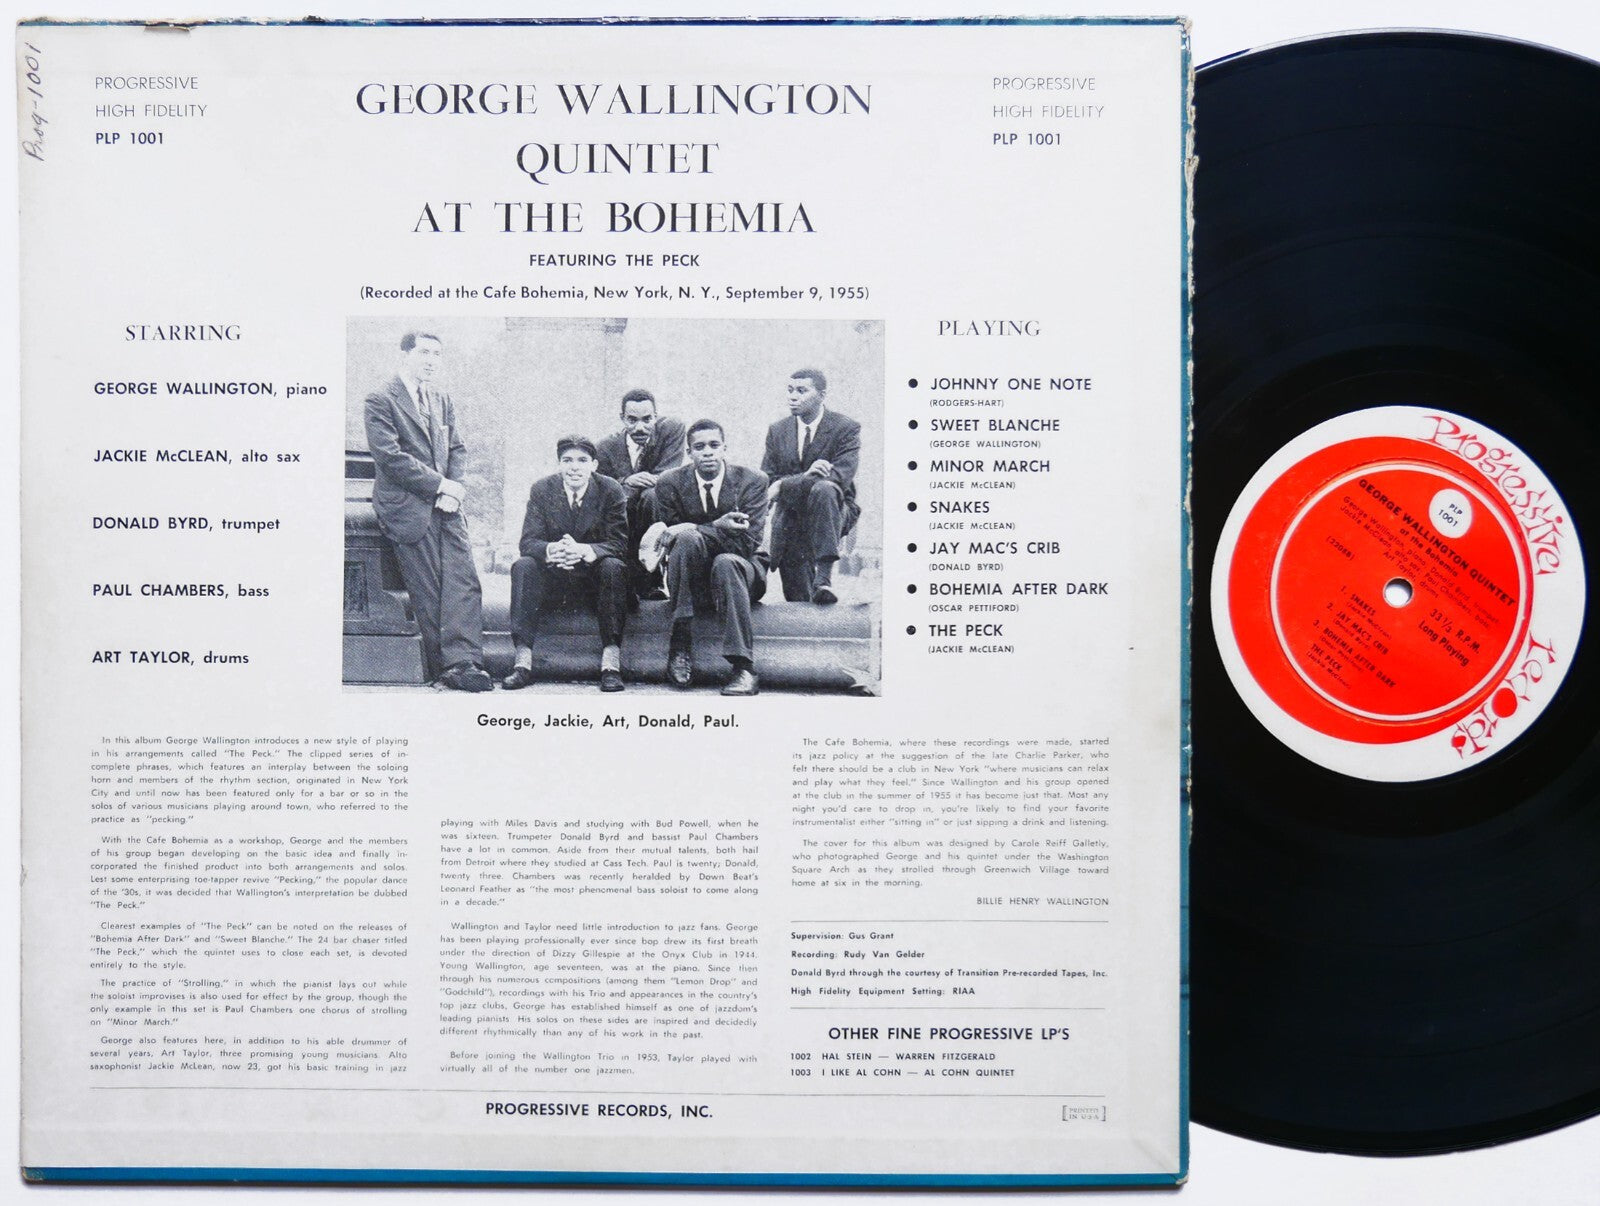 Prog-1001
PROGRESSIVE
HIGH FIDELITY
PLP 1001
GEORGE WALLINGTON
QUINTET
AT THE BOHEMIA
FEATURING THE PECK
(Recorded at the Cafe Bohemia, New York, N. Y., September 9, 1955)
PROGRESSIVE
HIGH FIDELITY
PLP 1001
STARRING
GEORGE WALLINGTON, piano
JACKIE McCLEAN, alto sax
DONALD BYRD, trumpet
PAUL CHAMBERS, bass
ART TAYLOR, drums
PLAYING
● JOHNNY ONE NOTE
(RODGERS-HART)
● SWEET BLANCHE
(GEORGE WALLINGTON)
● MINOR MARCH
(JACKIE McCLEAN)
● SNAKES
(JACKIE McCLEAN)
● JAY MAC'S CRIB
(DONALD BYRD)
● BOHEMIA AFTER DARK
(OSCAR PETTIFORD)
● THE PECK
(JACKIE McCLEAN)
George, Jackie, Art, Donald, Paul.
In this album George Wallington introduces a new style of playing
in his arrangements called "The Peck." The clipped series of in-
complete phrases, which features an interplay between the soloing
horn and members of the rhythm section, originated in New York
City and until now has been featured only for a bar or so in the
solos of various musicians playing around town, who referred to the
practice as "pecking."
With the Cafe Bohemia as a workshop, George and the members
of his group began developing on the basic idea and finally in-
corporated the finished product into both arrangements and solos.
Lest some enterprising toe-tapper revive "Pecking," the popular dance
of the '30s, it was decided that Wallington's interpretation be dubbed
"The Peck."
Clearest examples of "The Peck" can be noted on the releases of
"Bohemia After Dark" and "Sweet Blanche." The 24 bar chaser titled
"The Peck," which the quintet uses to close each set, is devoted
entirely to the style.
The practice of "Strolling," in which the pianist lays out while
the soloist improvises is also used for effect by the group, though the
only example in this set is Paul Chambers one chorus of strolling
on "Minor March."
George also features here, in addition to his able drummer of
several years, Art Taylor, three promising young musicians. Alto
saxophonist Jackie McLean, now 23, got his basic training in jazz
playing with Miles Davis and studying with Bud Powell, when he
was sixteen. Trumpeter Donald Byrd and bassist Paul Chambers
have a lot in common. Aside from their mutual talents, both hail
from Detroit where they studied at Cass Tech. Paul is twenty; Donald,
twenty three. Chambers was recently heralded by Down Beat's
Leonard Feather as "the most phenomenal bass soloist to come along
in a decade."
Wallington and Taylor need little introduction to jazz fans. George
has been playing professionally ever since bop drew its first breath
under the direction of Dizzy Gillespie at the Onyx Club in 1944.
Young Wallington, age seventeen, was at the piano. Since then
through his numerous compositions (among them "Lemon Drop" and
"Godchild"), recordings with his Trio and appearances in the country's
top jazz clubs, George has established himself as one of jazzdom's
leading pianists. His solos on these sides are inspired and decidedly
different rhythmically than any of his work in the past.
Before joining the Wallington Trio in 1953, Taylor played with
virtually all of the number one jazzmen.
The Cafe Bohemia, where these recordings were made, started
its jazz policy at the suggestion of the late Charlie Parker, who
felt there should be a club in New York "where musicians can relax
and play what they feel." Since Wallington and his group opened
at the club in the summer of 1955 it has become just that. Most any
night you'd care to drop in, you're likely to find your favorite
instrumentalist either "sitting in" or just sipping a drink and listening.
The cover for this album was designed by Carole Reiff Galletly,
who photographed George and his quintet under the Washington
Square Arch as they strolled through Greenwich Village toward
home at six in the morning.
BILLIE HENRY WALLINGTON
Supervision: Gus Grant
Recording: Rudy Van Gelder
Donald Byrd through the courtesy of Transition Pre-recorded Tapes, Inc.
High Fidelity Equipment Setting: RIAA
OTHER FINE PROGRESSIVE LP'S
1002 HAL STEIN — WARREN FITZGERALD
1003 I LIKE AL COHN — AL COHN QUINTET
PROGRESSIVE RECORDS, INC.
[PRINTED
IN U·S·A]
Progressive
records
PLP
1001
GEORGE WALLINGTON QUINTET
at the Bohemia
George Wallington, piano; Donald Byrd, trumpet;
Jackie McClean, alto sax; Paul Chambers, bass;
Art Taylor, drums
33⅓ R.P.M.
Long Playing
1. SNAKES
(Jackie McClean)
2. JAY MAC'S CRIB
(Donald Byrd)
3. BOHEMIA AFTER DARK
(Oscar Pettiford)
THE PECK
(Jackie McClean)